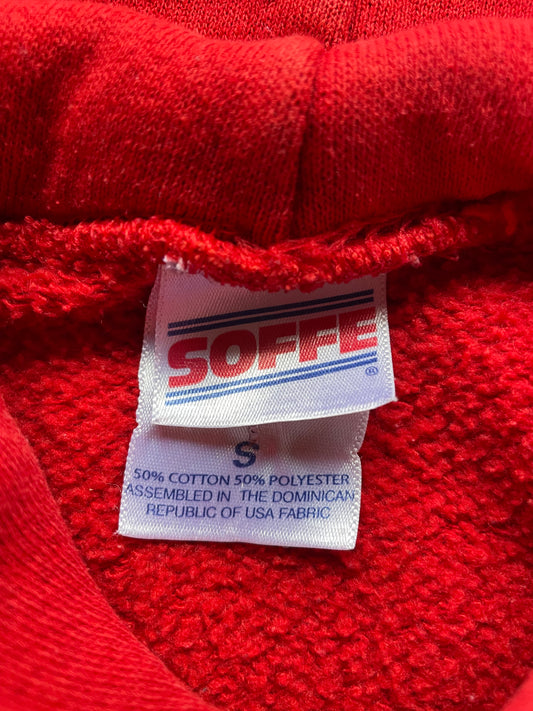 SOFFE®
S
50% COTTON 50% POLYESTER
ASSEMBLED IN THE DOMINICAN
REPUBLIC OF USA FABRIC